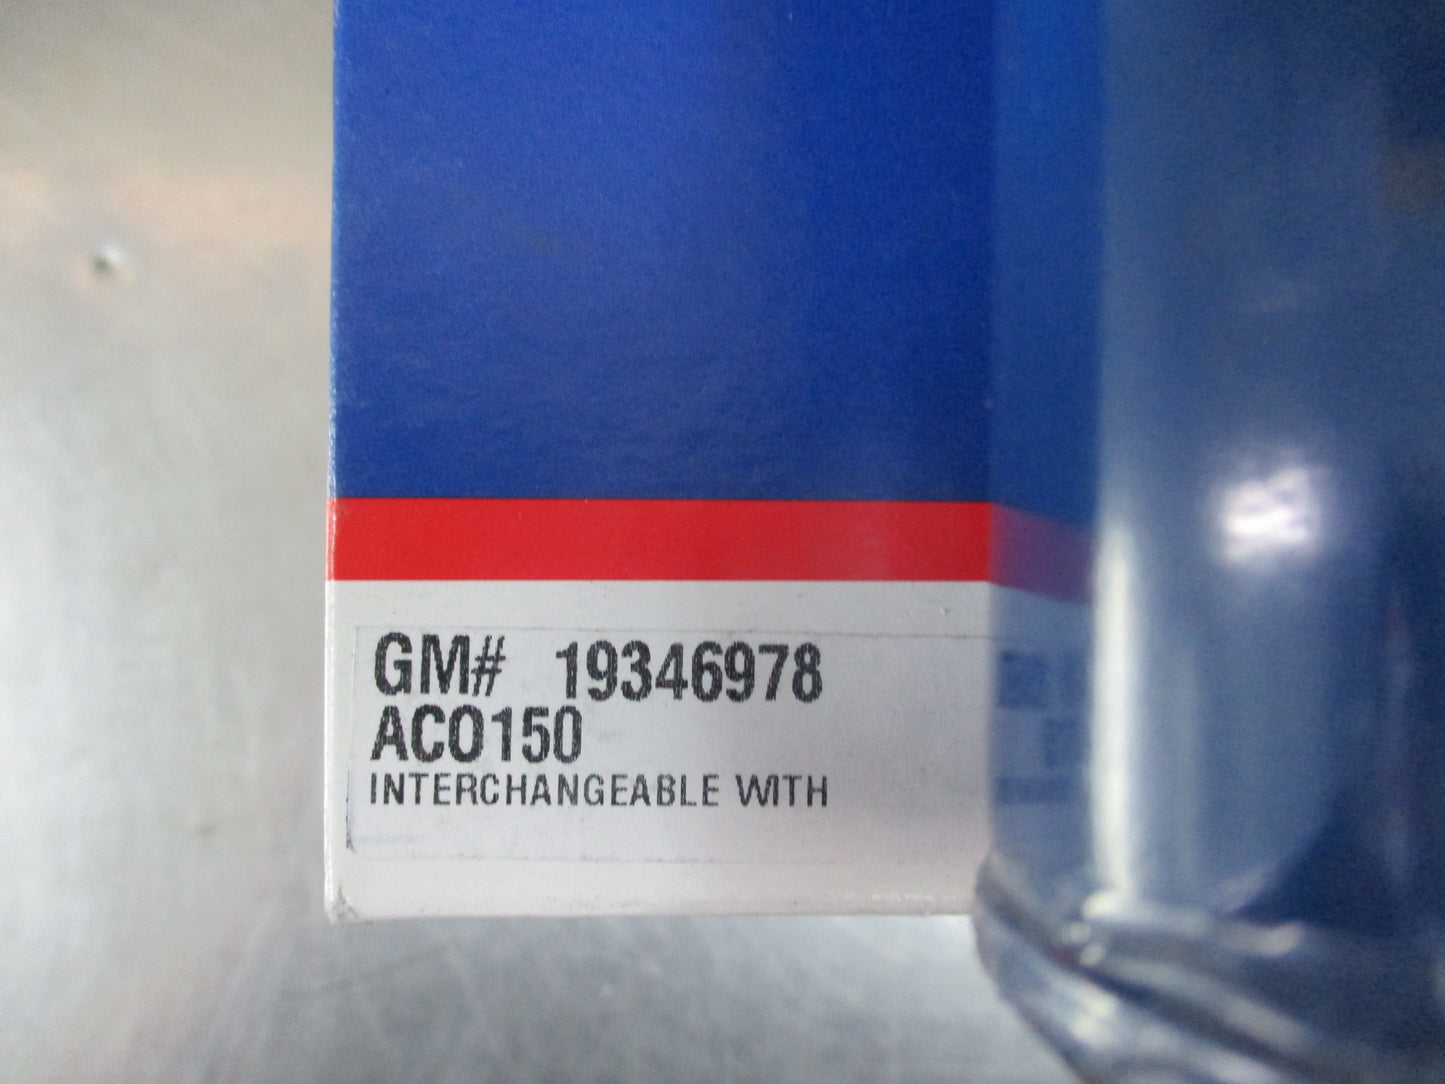 GM# 19346978
ACO150
INTERCHANGEABLE WITH